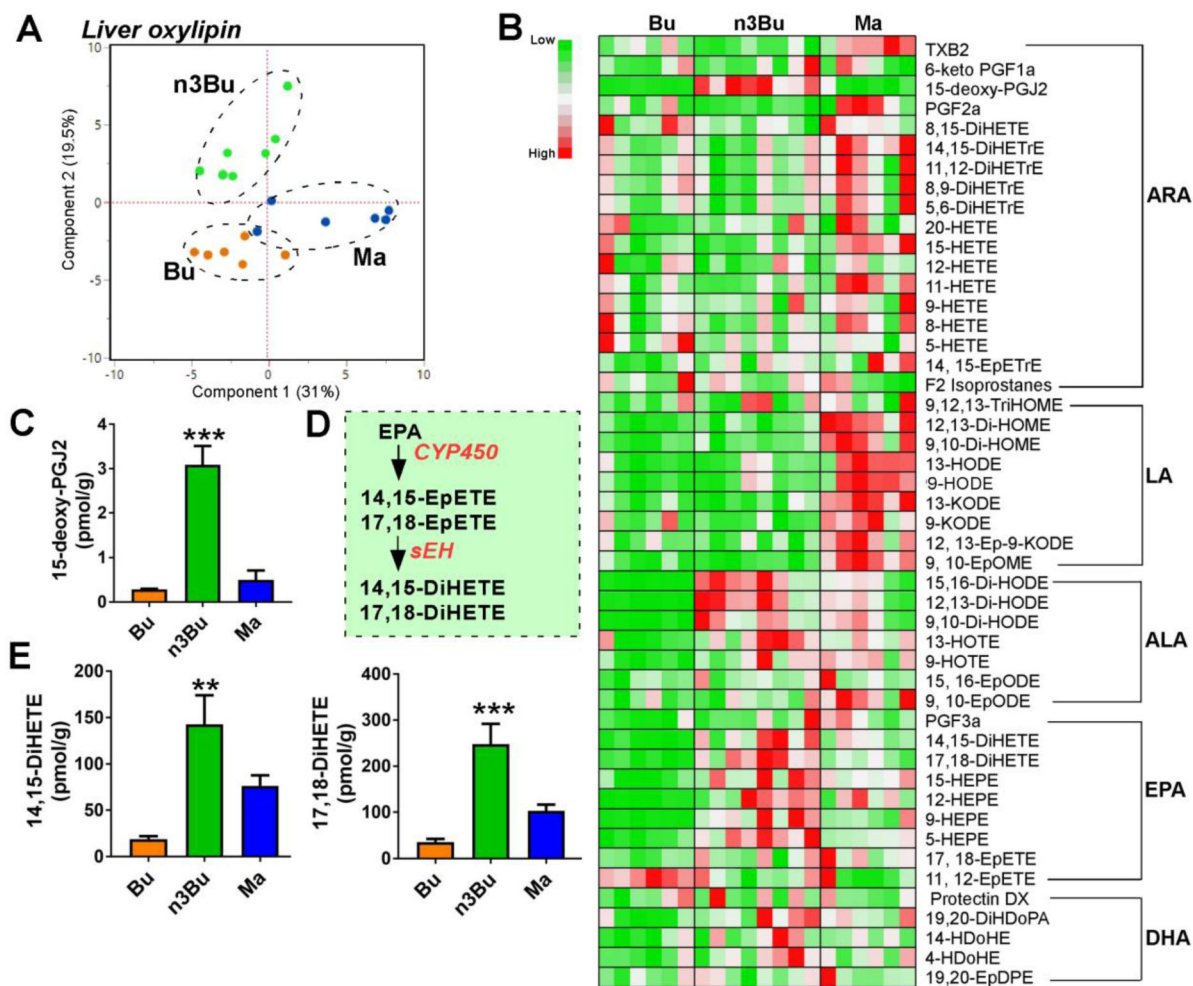 A
Liver oxylipin
10
5
0
-5
-10
-10
-5
0
5
10
Component 2 (19.5%)
Component 1 (31%)
n3Bu
Ma
Bu
B
Low
High
Bu
n3Bu
Ma
TXB2
6-keto PGF1a
15-deoxy-PGJ2
PGF2a
8,15-DiHETE
14,15-DiHETrE
11,12-DiHETrE
8,9-DiHETrE
5,6-DiHETrE
20-HETE
15-HETE
12-HETE
11-HETE
9-HETE
8-HETE
5-HETE
14, 15-EpETrE
F2 Isoprostanes
9,12,13-TriHOME
12,13-Di-HOME
9,10-Di-HOME
13-HODE
9-HODE
13-KODE
9-KODE
12, 13-Ep-9-KODE
9, 10-EpOME
15,16-Di-HODE
12,13-Di-HODE
9,10-Di-HODE
13-HOTE
9-HOTE
15, 16-EpODE
9, 10-EpODE
PGF3a
14,15-DiHETE
17,18-DiHETE
15-HEPE
12-HEPE
9-HEPE
5-HEPE
17, 18-EpETE
11, 12-EpETE
Protectin DX
19,20-DiHDoPA
14-HDoHE
4-HDoHE
19,20-EpDPE
ARA
LA
ALA
EPA
DHA
C
15-deoxy-PGJ2
(pmol/g)
4
3
2
1
0
***
Bu
n3Bu
Ma
D
EPA
CYP450
14,15-EpETE
17,18-EpETE
sEH
14,15-DiHETE
17,18-DiHETE
E
14,15-DiHETE
(pmol/g)
200
150
100
50
0
**
Bu
n3Bu
Ma
17,18-DiHETE
(pmol/g)
400
300
200
100
0
***
Bu
n3Bu
Ma